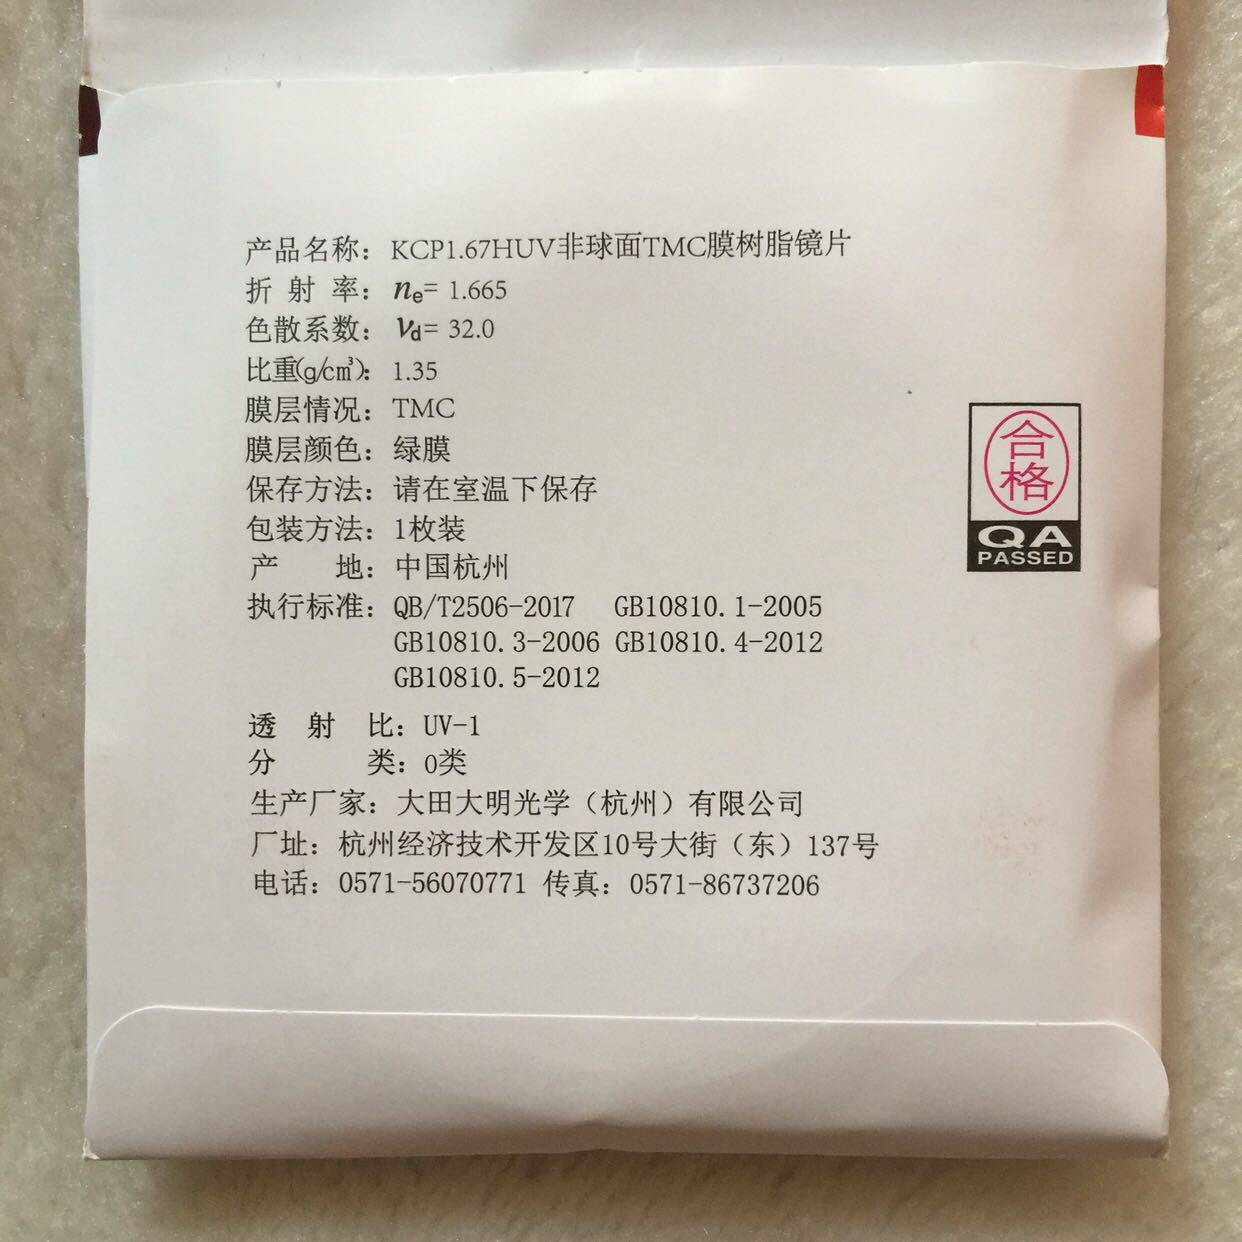 产品名称：KCP1.67HUV非球面TMC膜树脂镜片
折 射 率：ne= 1.665
色散系数：νd= 32.0
比重(g/cm³)：1.35
膜层情况：TMC
膜层颜色：绿膜
保存方法：请在室温下保存
包装方法：1枚装
产　　地：中国杭州
执行标准：QB/T2506-2017 GB10810.1-2005
GB10810.3-2006 GB10810.4-2012
GB10810.5-2012
透 射 比：UV-1
分　　类：0类
生产厂家：大田大明光学（杭州）有限公司
厂址：杭州经济技术开发区10号大街（东）137号
电话：0571-56070771 传真：0571-86737206
合
格
QA
PASSED